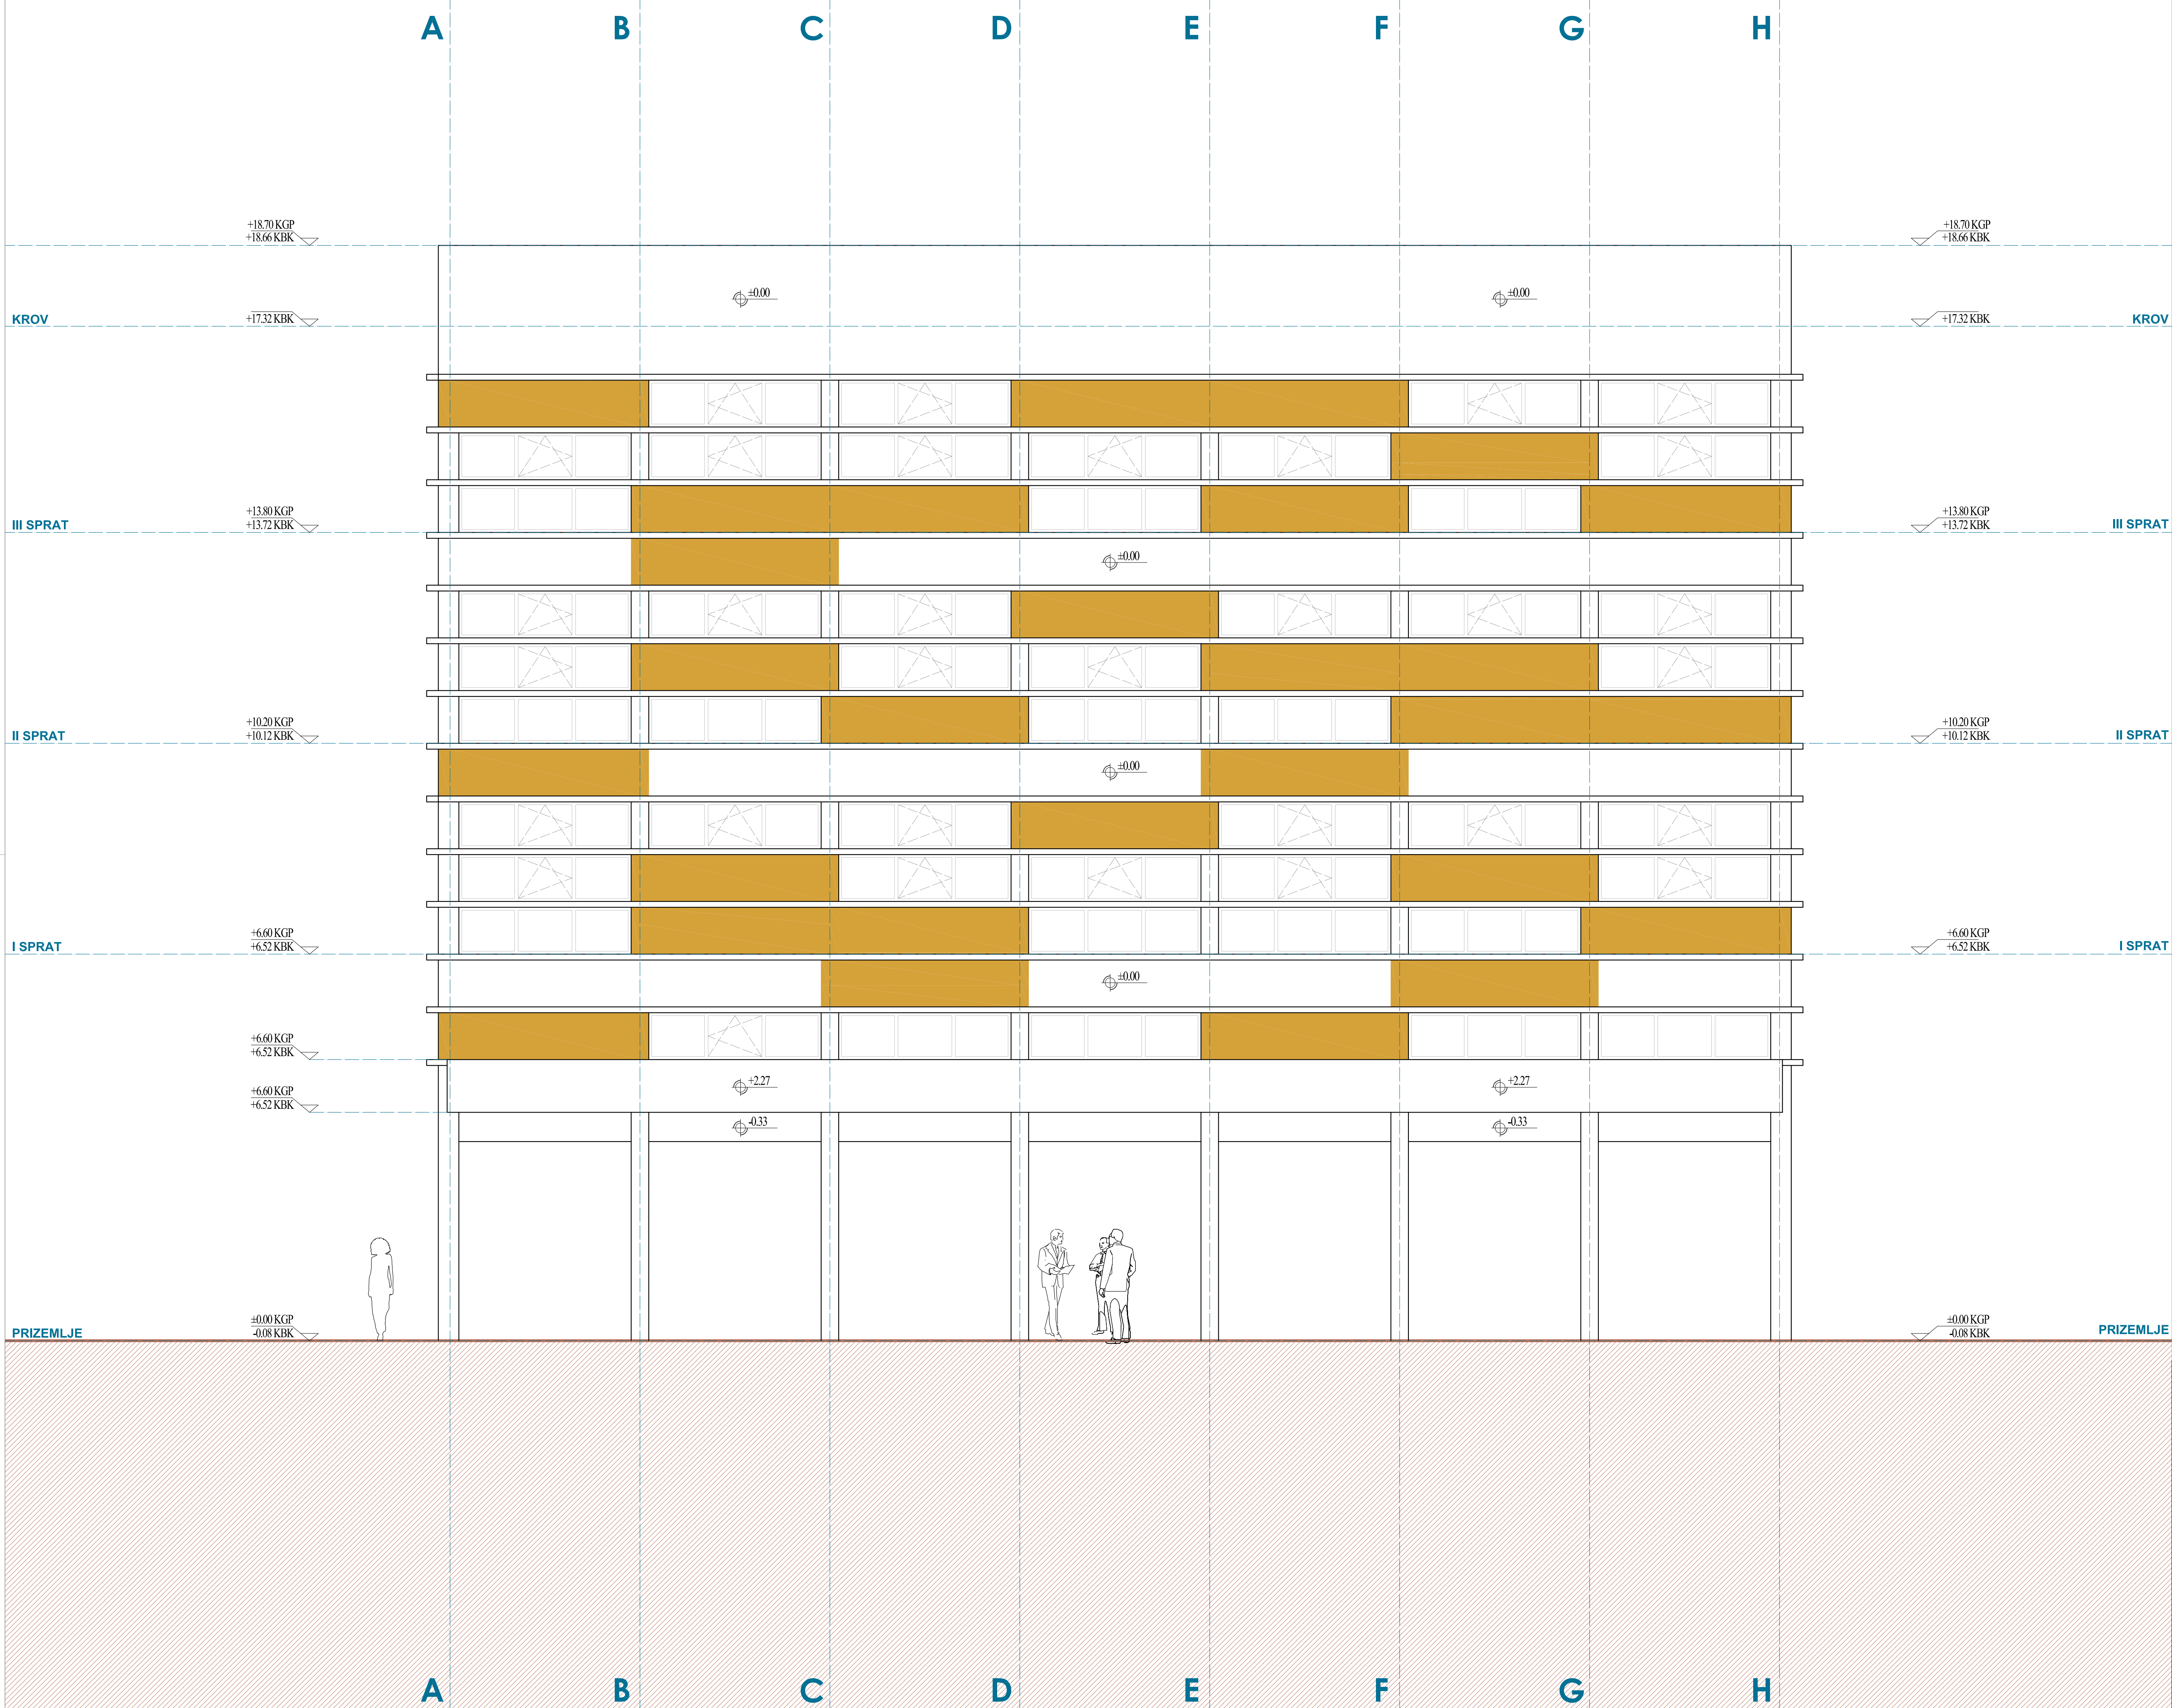 A B C D E F G H
+18.70 KGP
+18.66 KBK
+18.70 KGP
+18.66 KBK
±0.00
±0.00
KROV
+17.32 KBK
+17.32 KBK
KROV
III SPRAT
+13.80 KGP
+13.72 KBK
+13.80 KGP
+13.72 KBK
III SPRAT
±0.00
II SPRAT
+10.20 KGP
+10.12 KBK
+10.20 KGP
+10.12 KBK
II SPRAT
±0.00
I SPRAT
+6.60 KGP
+6.52 KBK
+6.60 KGP
+6.52 KBK
I SPRAT
±0.00
+6.60 KGP
+6.52 KBK
+2.27
+2.27
+6.60 KGP
+6.52 KBK
-0.33
-0.33
PRIZEMLJE
±0.00 KGP
-0.08 KBK
±0.00 KGP
-0.08 KBK
PRIZEMLJE
A B C D E F G H